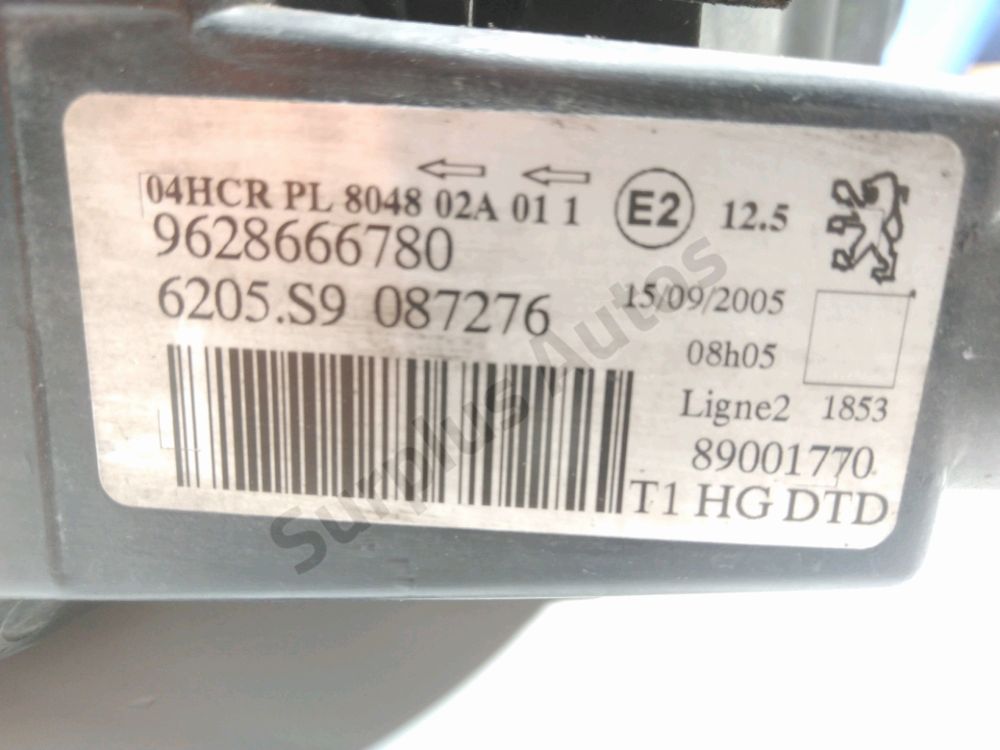 04HCR PL 8048 02A 01 1
E2
12.5
9628666780
6205.S9 087276
15/09/2005
08h05
Ligne2 1853
89001770
T1 HG DTD
Surplus Autos